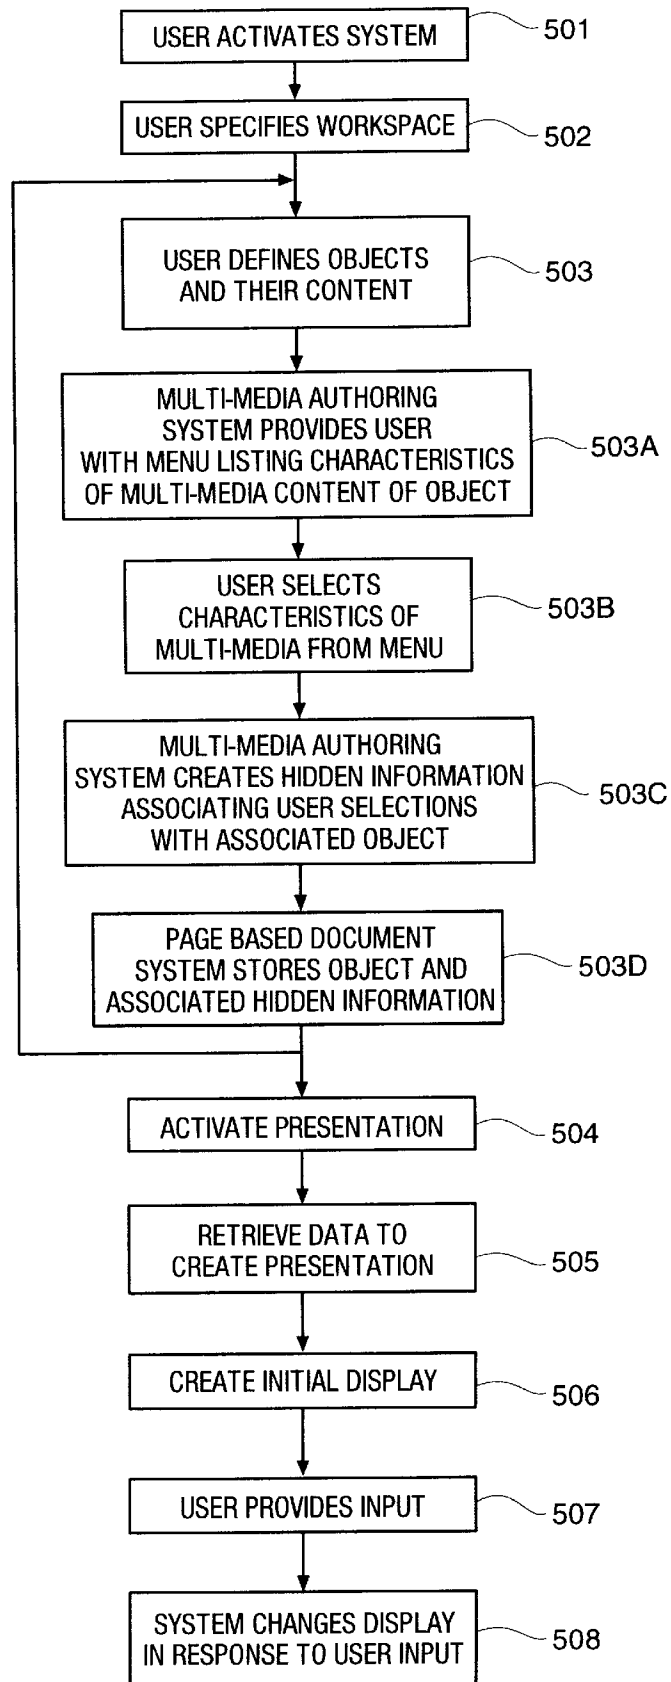 USER ACTIVATES SYSTEM
501
USER SPECIFIES WORKSPACE
502
USER DEFINES OBJECTS
AND THEIR CONTENT
503
MULTI-MEDIA AUTHORING
SYSTEM PROVIDES USER
WITH MENU LISTING CHARACTERISTICS
OF MULTI-MEDIA CONTENT OF OBJECT
503A
USER SELECTS
CHARACTERISTICS OF
MULTI-MEDIA FROM MENU
503B
MULTI-MEDIA AUTHORING
SYSTEM CREATES HIDDEN INFORMATION
ASSOCIATING USER SELECTIONS
WITH ASSOCIATED OBJECT
503C
PAGE BASED DOCUMENT
SYSTEM STORES OBJECT AND
ASSOCIATED HIDDEN INFORMATION
503D
ACTIVATE PRESENTATION
504
RETRIEVE DATA TO
CREATE PRESENTATION
505
CREATE INITIAL DISPLAY
506
USER PROVIDES INPUT
507
SYSTEM CHANGES DISPLAY
IN RESPONSE TO USER INPUT
508